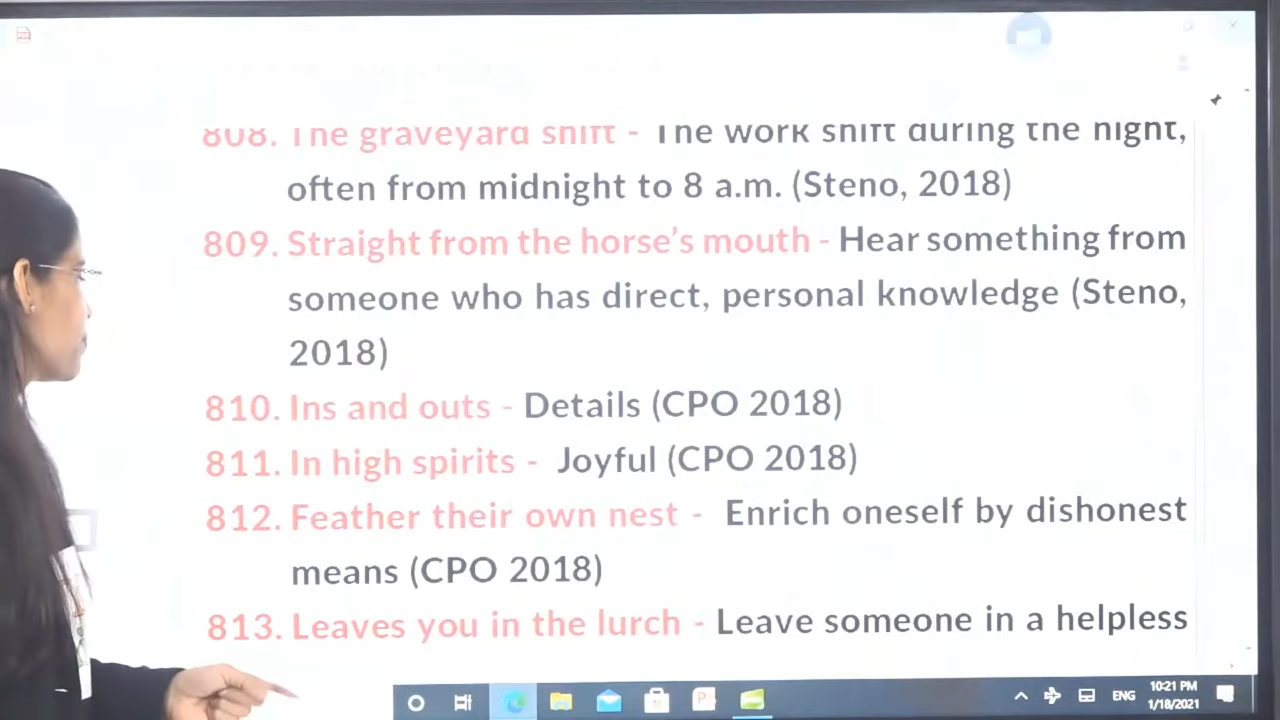 808. The graveyard shift - The work shift during the night,
often from midnight to 8 a.m. (Steno, 2018)
809. Straight from the horse's mouth - Hear something from
someone who has direct, personal knowledge (Steno,
2018)
810. Ins and outs - Details (CPO 2018)
811. In high spirits - Joyful (CPO 2018)
812. Feather their own nest - Enrich oneself by dishonest
means (CPO 2018)
813. Leaves you in the lurch - Leave someone in a helpless
ENG
10:21 PM
1/18/2021